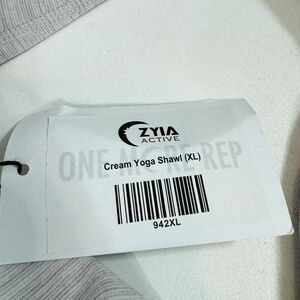 ZYIA
ACTIVE
ONE MORE REP
Cream Yoga Shawl (XL)
942XL